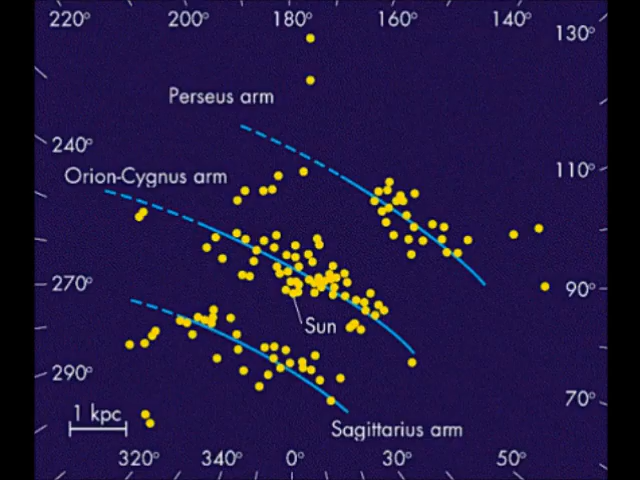 220° 200° 180° 160° 140°
130°
Perseus arm
240°
110°
Orion-Cygnus arm
270°
90°
Sun
290°
70°
1 kpc
Sagittarius arm
320° 340° 0° 30° 50°